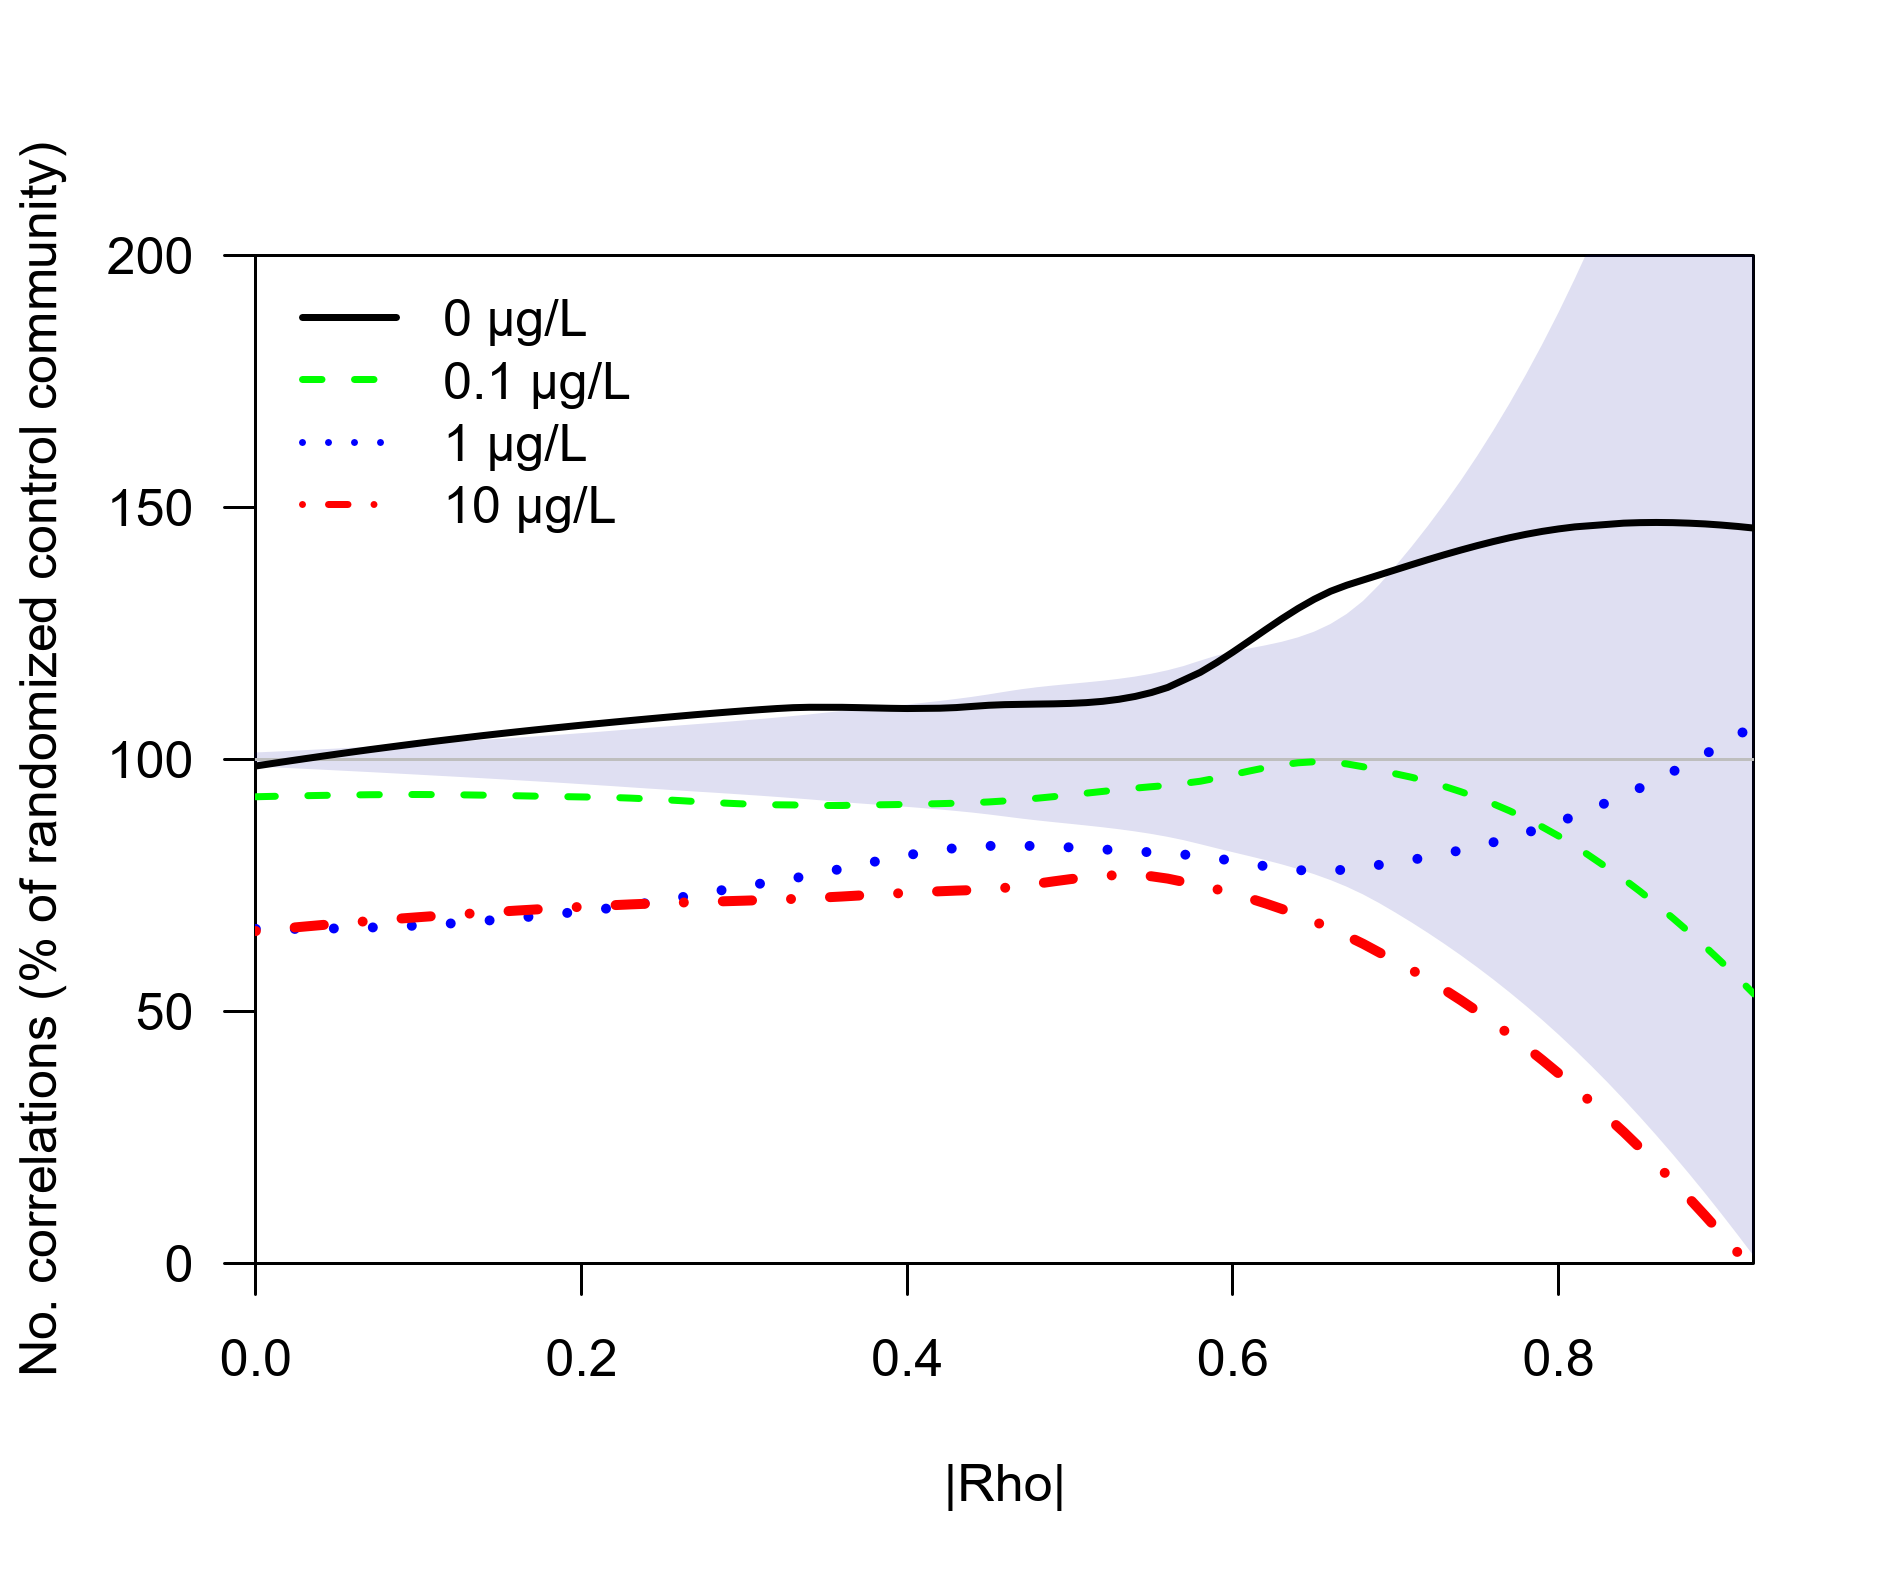 No. correlations (% of randomized control community)
200
150
100
50
0
0 µg/L
0.1 µg/L
1 µg/L
10 µg/L
0.0 0.2 0.4 0.6 0.8
|Rho|